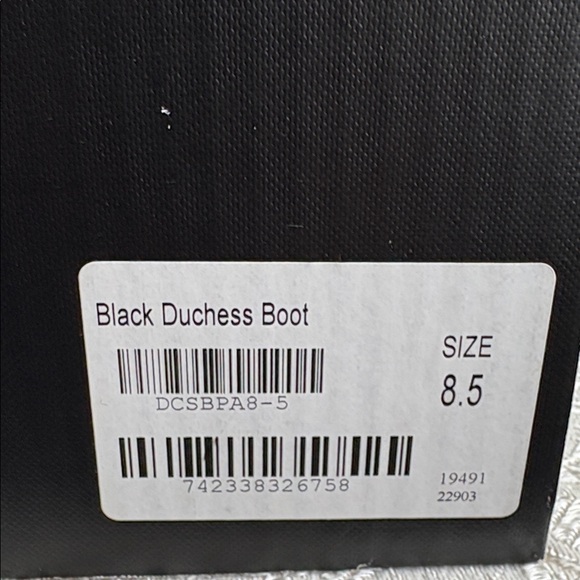 Black Duchess Boot
DCSBPA8-5
742338326758
SIZE
8.5
19491
22903